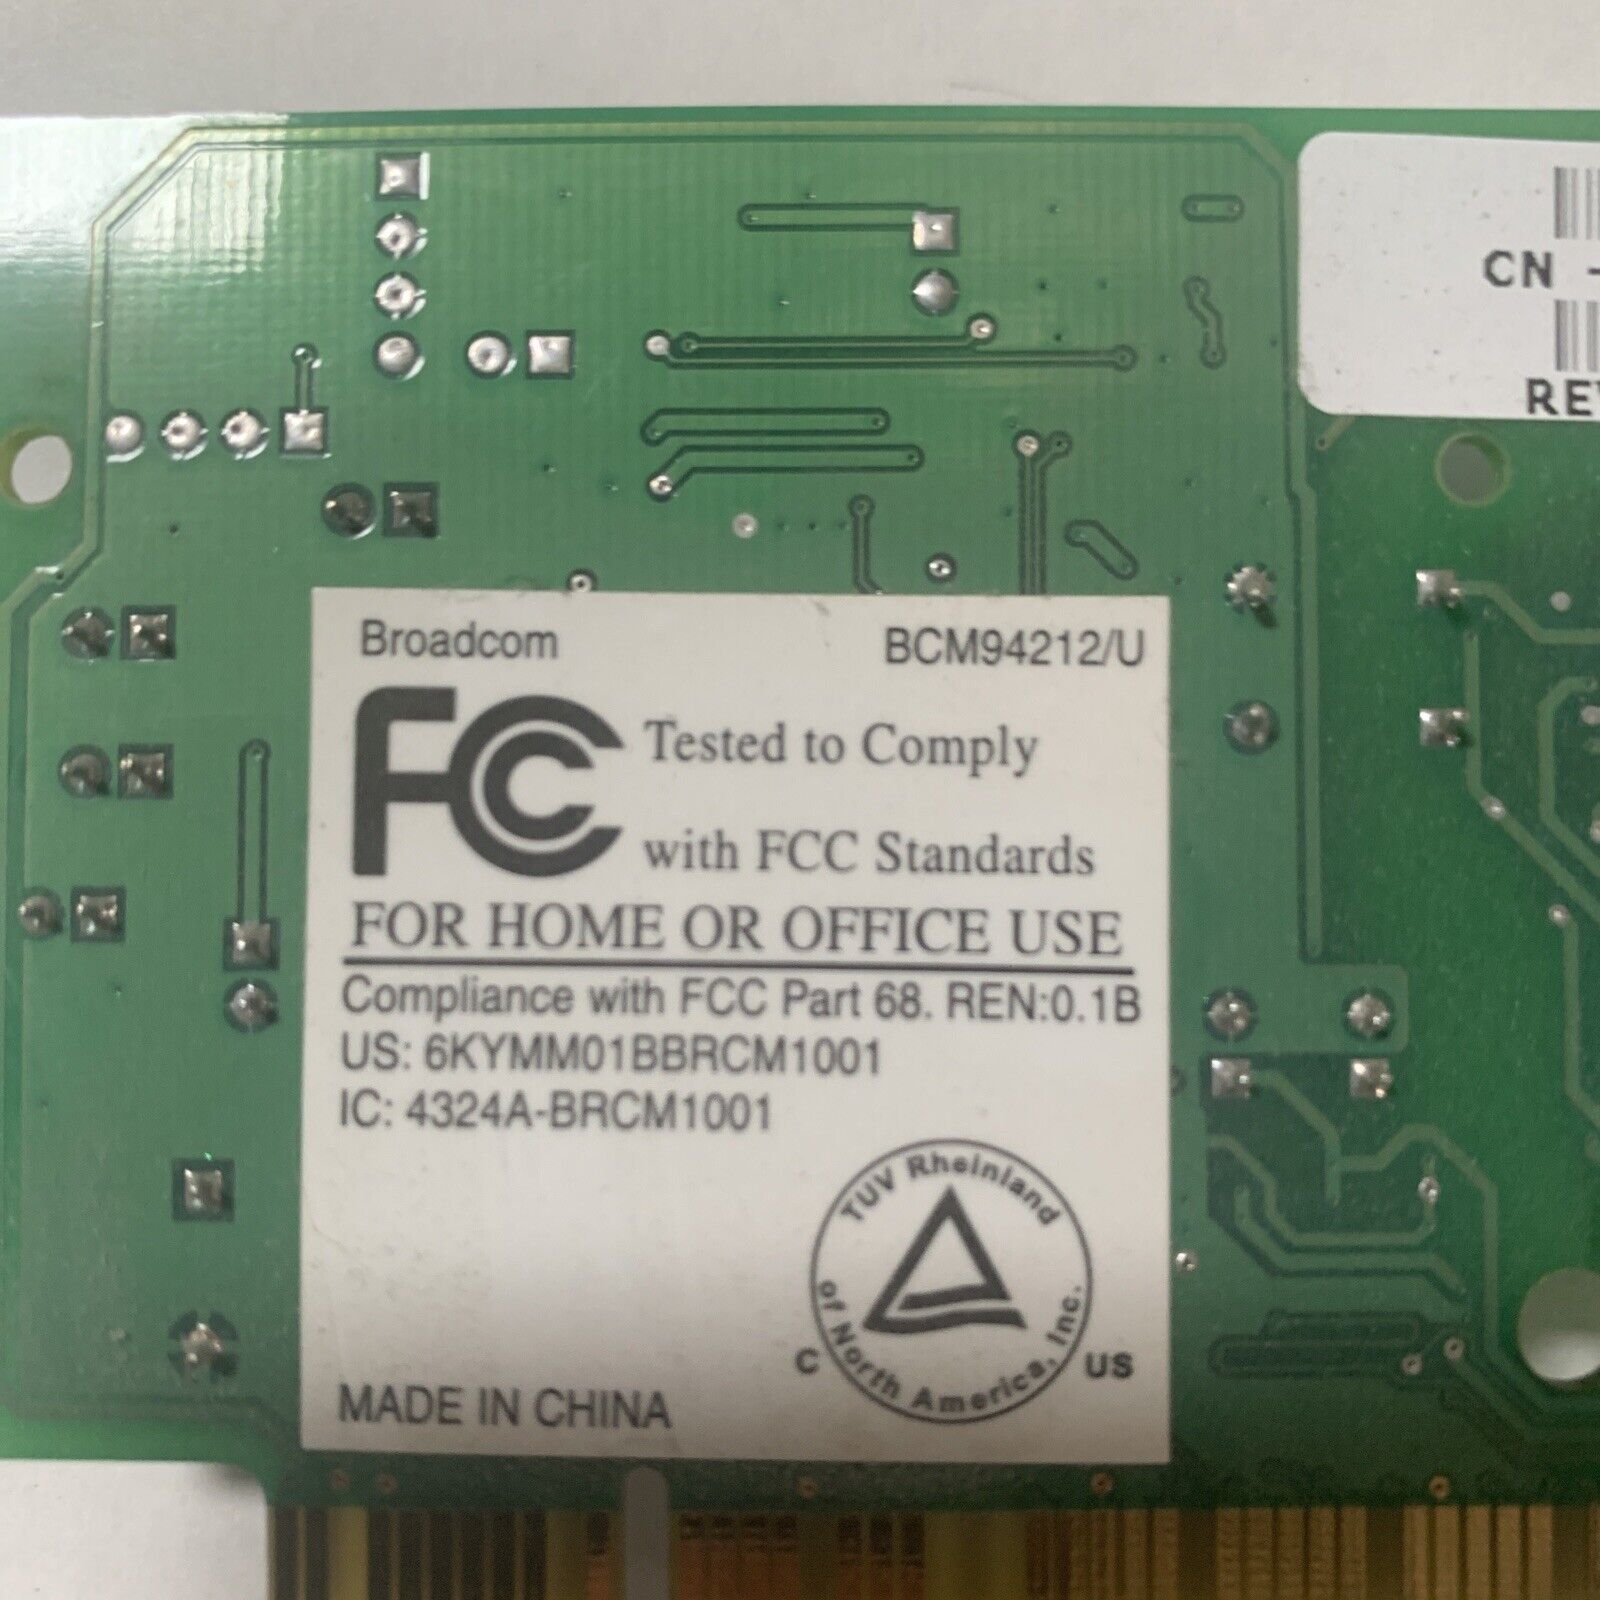 CN -
REV
Broadcom BCM94212/U
FC Tested to Comply
with FCC Standards
FOR HOME OR OFFICE USE
Compliance with FCC Part 68. REN:0.1B
US: 6KYMM01BBRCM1001
IC: 4324A-BRCM1001
TUV Rheinland
of North America, Inc.
C US
MADE IN CHINA